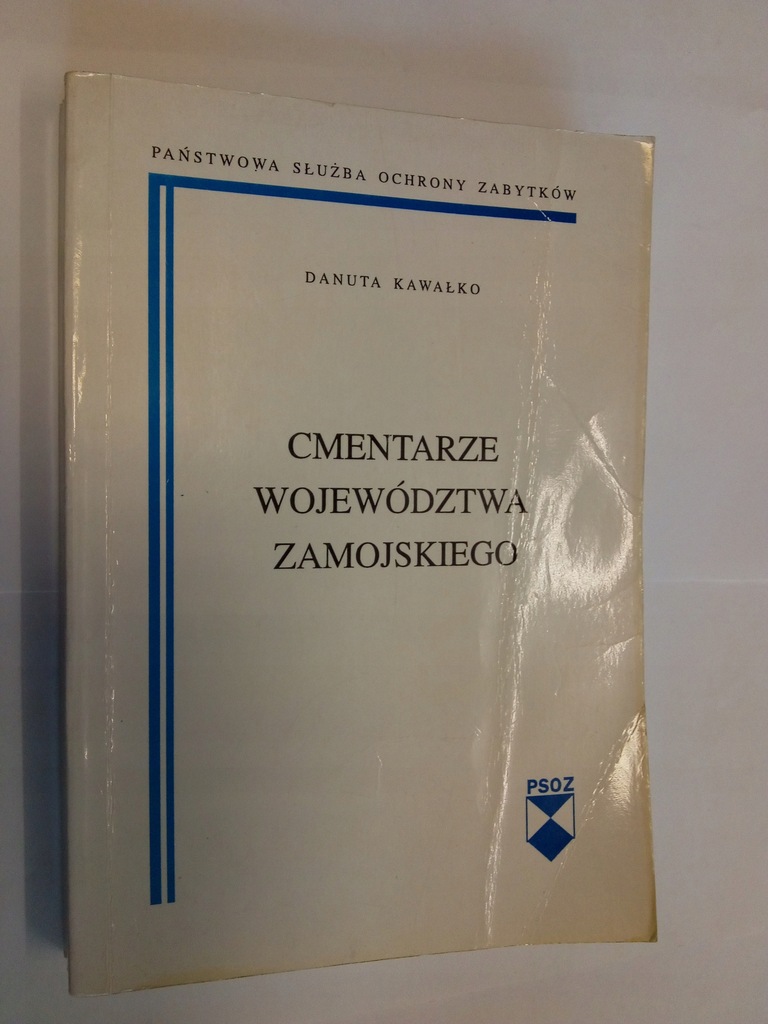 PAŃSTWOWA SŁUŻBA OCHRONY ZABYTKÓW
DANUTA KAWAŁKO
CMENTARZE
WOJEWÓDZTWA
ZAMOJSKIEGO
PSOZ